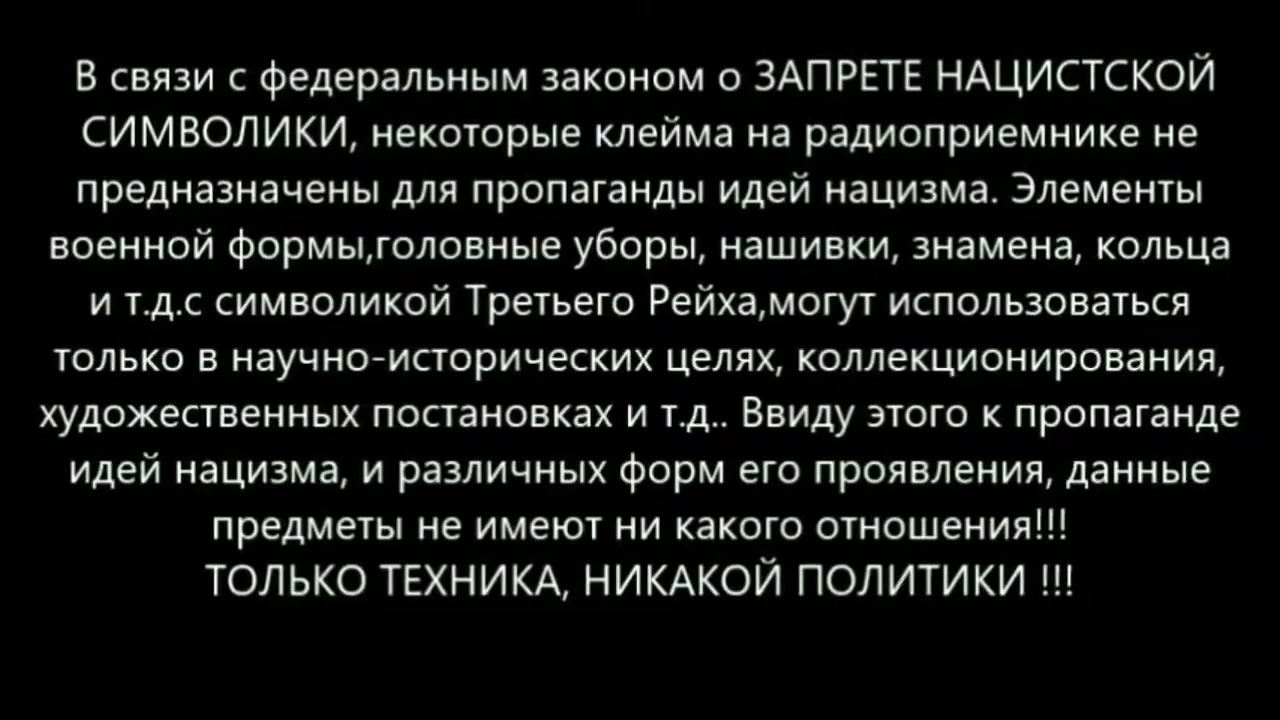 В связи с федеральным законом о ЗАПРЕТЕ НАЦИСТСКОЙ
СИМВОЛИКИ, некоторые клейма на радиоприемнике не
предназначены для пропаганды идей нацизма. Элементы
военной формы,головные уборы, нашивки, знамена, кольца
и т.д.с символикой Третьего Рейха,могут использоваться
только в научно-исторических целях, коллекционирования,
художественных постановках и т.д.. Ввиду этого к пропаганде
идей нацизма, и различных форм его проявления, данные
предметы не имеют ни какого отношения!!!
ТОЛЬКО ТЕХНИКА, НИКАКОЙ ПОЛИТИКИ !!!